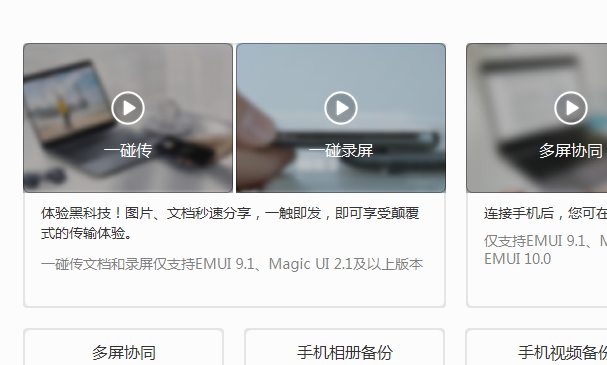 一碰传
一碰录屏
多屏协同
体验黑科技！图片、文档秒速分享，一触即发，即可享受颠覆
式的传输体验。
一碰传文档和录屏仅支持EMUI 9.1、Magic UI 2.1及以上版本
连接手机后，您可在
仅支持EMUI 9.1、M
EMUI 10.0
多屏协同
手机相册备份
手机视频备份